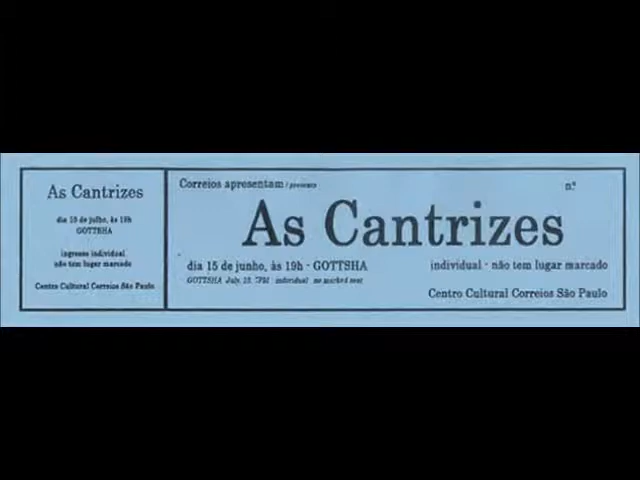 As Cantrizes
dia 15 de julho, às 19h
GOTTSHA
ingresso individual
não tem lugar marcado
Centro Cultural Correios São Paulo
Correios apresentam / presents
n.º
As Cantrizes
dia 15 de junho, às 19h - GOTTSHA
individual - não tem lugar marcado
GOTTSHA July, 15, 7PM individual no marked seat
Centro Cultural Correios São Paulo